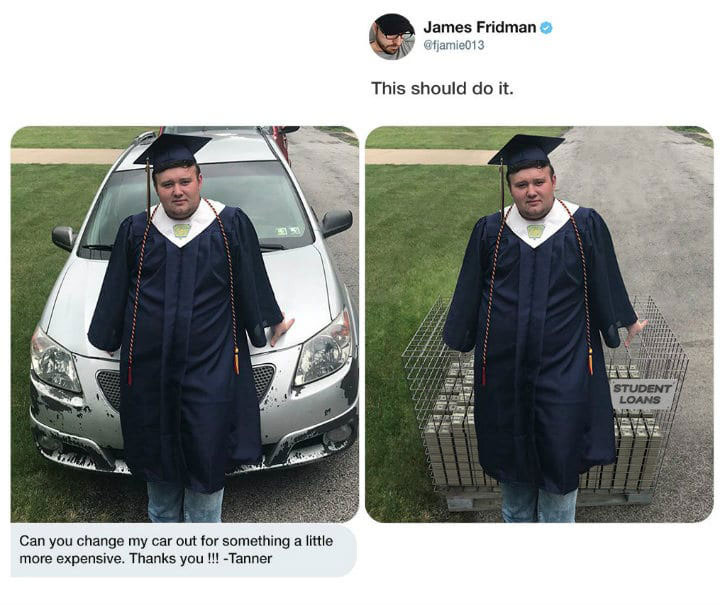 James Fridman
@fjamie013
This should do it.
STUDENT
LOANS
Can you change my car out for something a little
more expensive. Thanks you !!! -Tanner